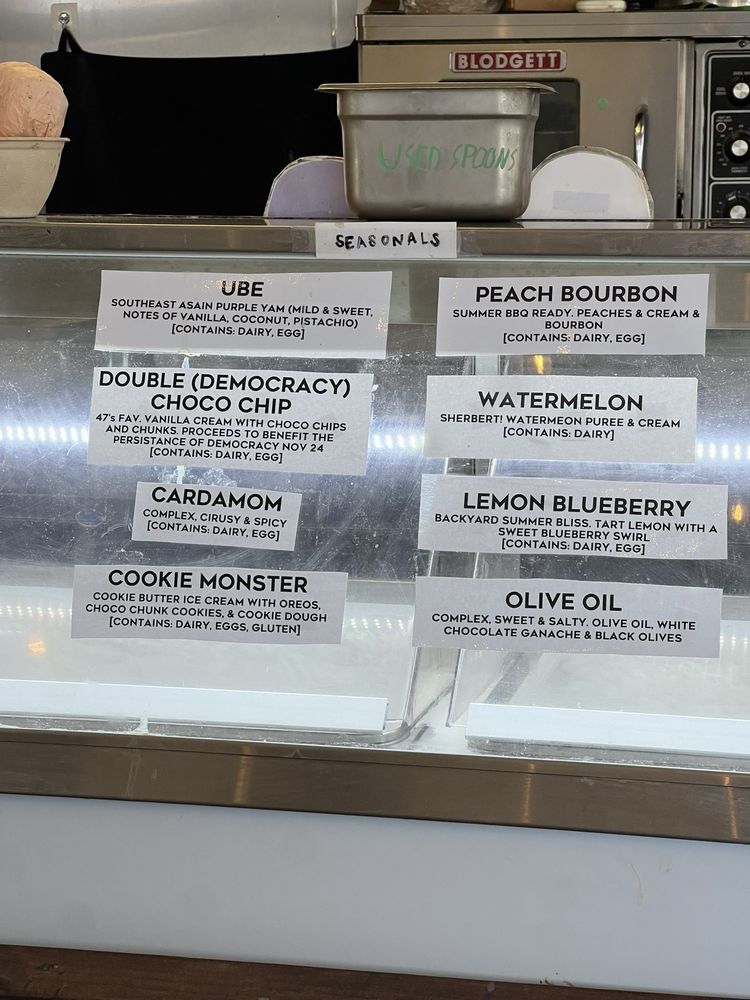 BLODGETT
USED SPOONS
SEASONALS
UBE
SOUTHEAST ASAIN PURPLE YAM (MILD & SWEET,
NOTES OF VANILLA, COCONUT, PISTACHIO)
[CONTAINS: DAIRY, EGG]
DOUBLE (DEMOCRACY)
CHOCO CHIP
47's FAV. VANILLA CREAM WITH CHOCO CHIPS
AND CHUNKS. PROCEEDS TO BENEFIT THE
PERSISTANCE OF DEMOCRACY NOV 24
[CONTAINS: DAIRY, EGG]
CARDAMOM
COMPLEX, CIRUSY & SPICY
[CONTAINS: DAIRY, EGG]
COOKIE MONSTER
COOKIE BUTTER ICE CREAM WITH OREOS,
CHOCO CHUNK COOKIES, & COOKIE DOUGH
[CONTAINS: DAIRY, EGGS, GLUTEN]
PEACH BOURBON
SUMMER BBQ READY. PEACHES & CREAM &
BOURBON
[CONTAINS: DAIRY, EGG]
WATERMELON
SHERBERT! WATERMEON PUREE & CREAM
[CONTAINS: DAIRY]
LEMON BLUEBERRY
BACKYARD SUMMER BLISS. TART LEMON WITH A
SWEET BLUEBERRY SWIRL
[CONTAINS: DAIRY, EGG]
OLIVE OIL
COMPLEX, SWEET & SALTY. OLIVE OIL, WHITE
CHOCOLATE GANACHE & BLACK OLIVES